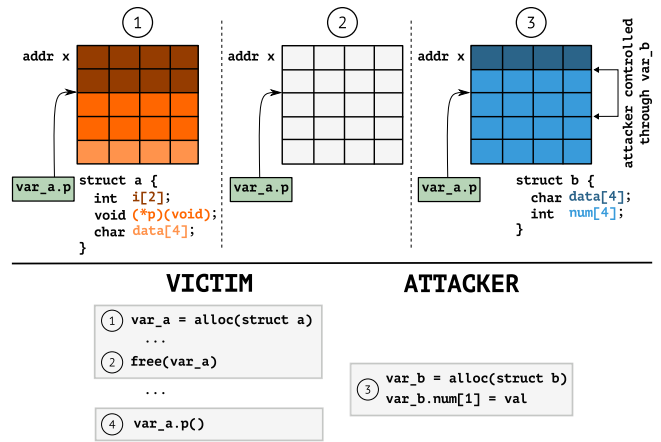 1
2
3
addr x
addr x
addr x
attacker controlled
through var_b
var_a.p
var_a.p
var_a.p
struct a {
int i[2];
void (*p)(void);
char data[4];
}
struct b {
char data[4];
int num[4];
}
VICTIM
ATTACKER
1 var_a = alloc(struct a)
...
2 free(var_a)
...
4 var_a.p()
3
var_b = alloc(struct b)
var_b.num[1] = val